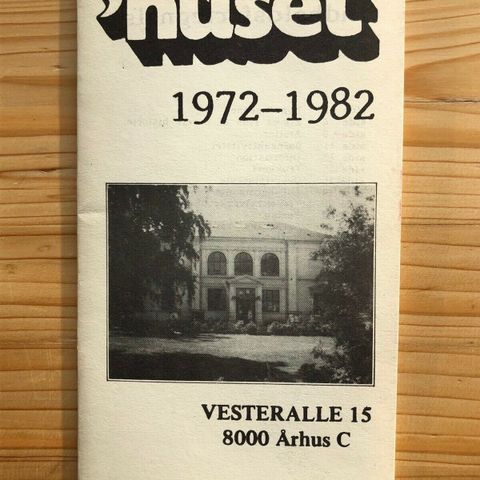 'huset
1972–1982
VESTERALLE 15
8000 Århus C